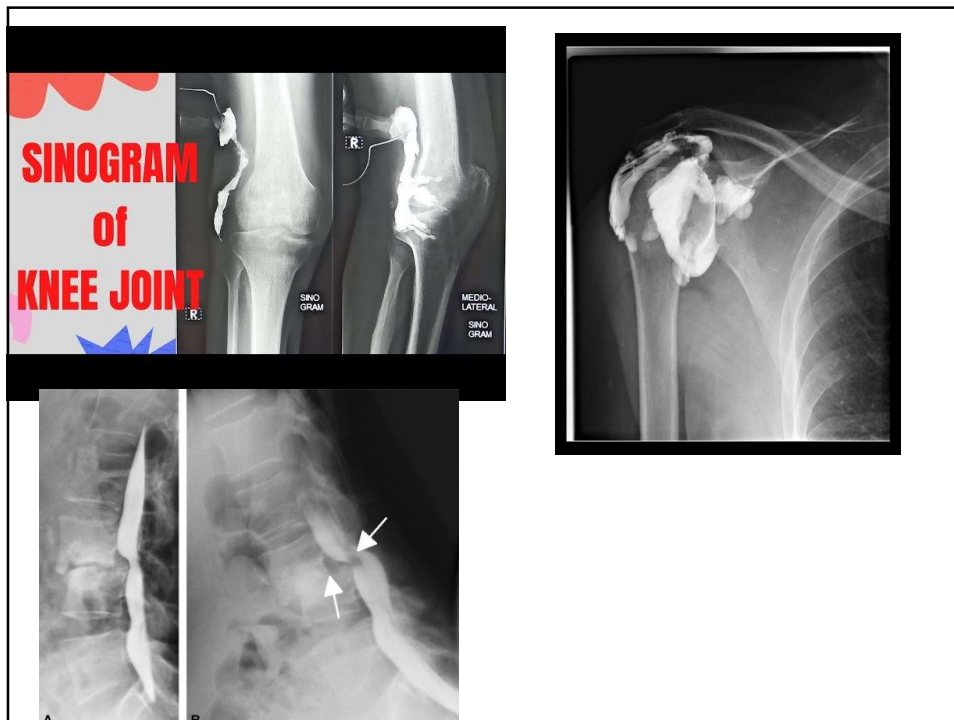 SINOGRAM
of
KNEE JOINT
R
SINO
GRAM
R
MEDIO-
LATERAL
SINO
GRAM
A
B